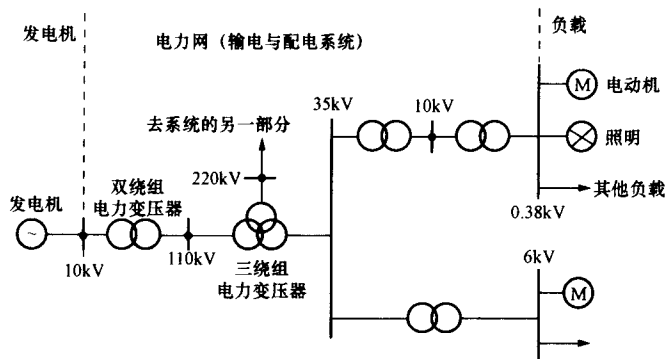 发电机
电力网（输电与配电系统）
负载
35kV
10kV
M
电动机
去系统的另一部分
照明
220kV
双绕组
电力变压器
其他负载
发电机
~
0.38kV
10kV
110kV
三绕组
电力变压器
6kV
M